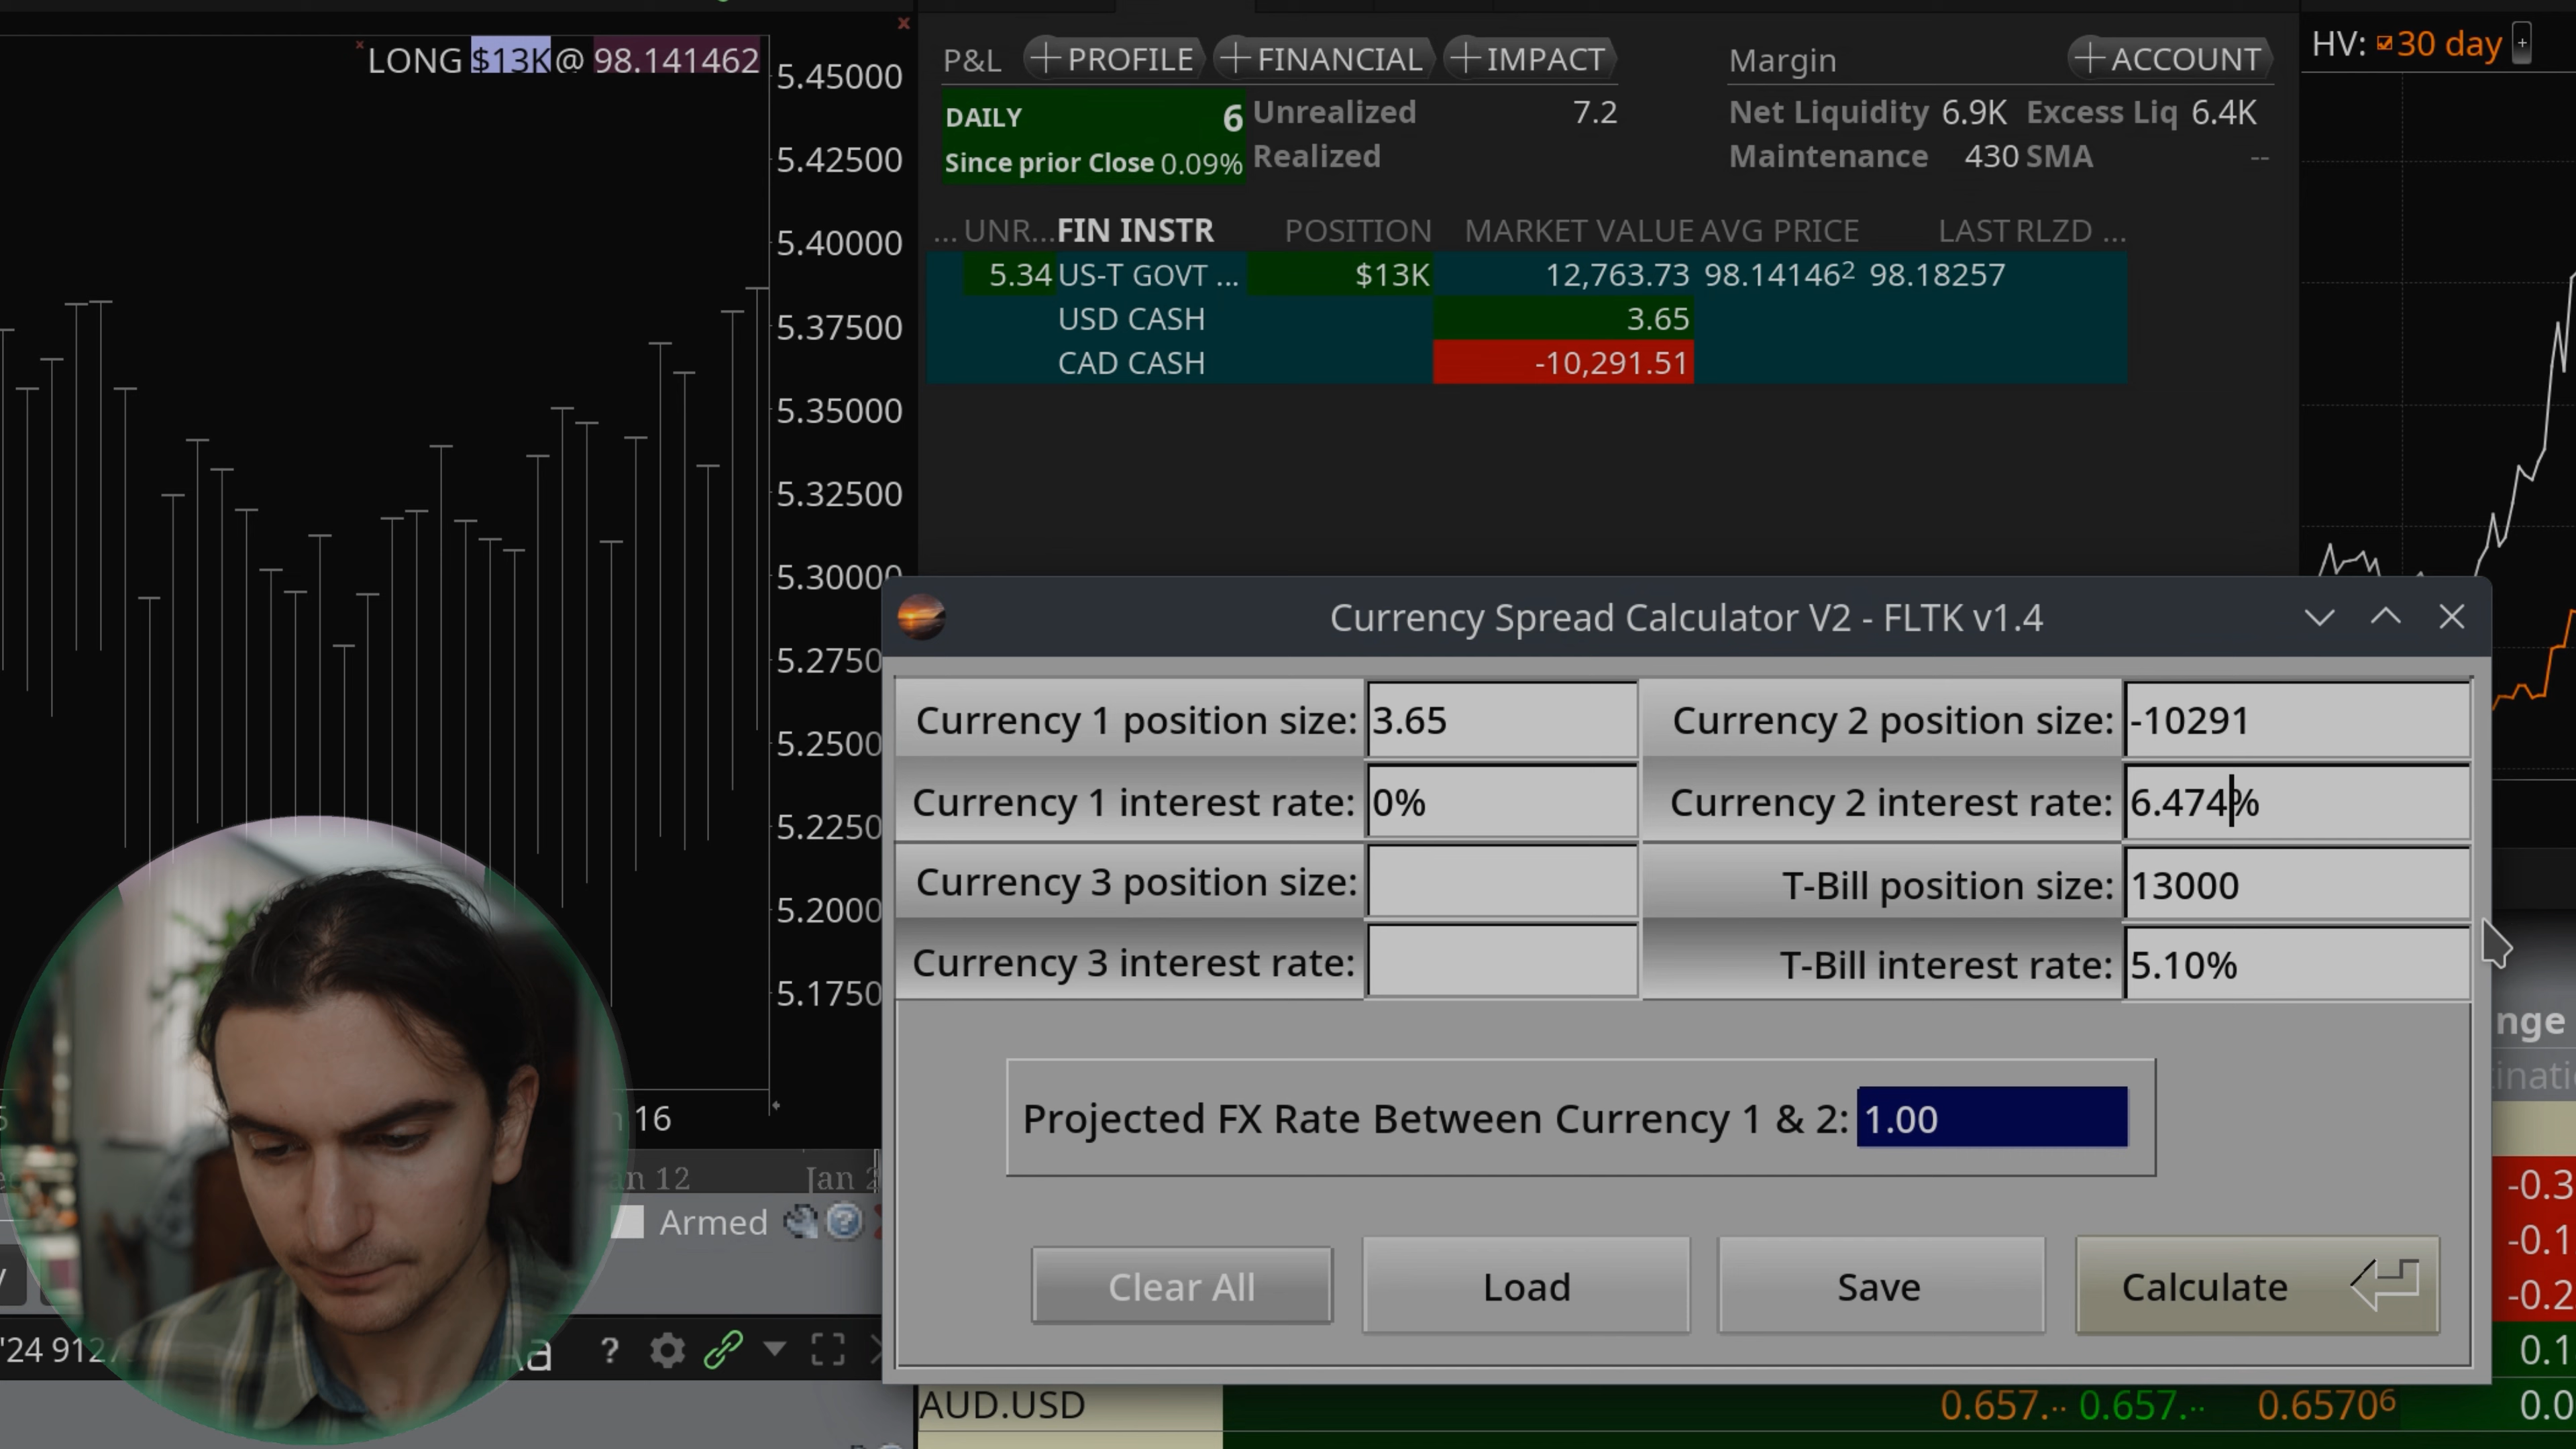 LONG $13K@ 98.141462
5.45000
5.42500
5.40000
5.37500
5.35000
5.32500
5.30000
5.2750
5.2500
5.2250
5.2000
5.1750
16
Jan 2
Armed
'24 912
P&L PROFILE FINANCIAL IMPACT
DAILY 6 Unrealized 7.2
Since prior Close 0.09% Realized
Margin ACCOUNT
Net Liquidity 6.9K Excess Liq 6.4K
Maintenance 430 SMA --
HV: 30 day
... UNR... FIN INSTR POSITION MARKET VALUE AVG PRICE LAST RLZD ...
5.34 US-T GOVT ... $13K 12,763.73 98.141462 98.18257
USD CASH 3.65
CAD CASH -10,291.51
Currency Spread Calculator V2 - FLTK v1.4
Currency 1 position size: 3.65 Currency 2 position size: -10291
Currency 1 interest rate: 0% Currency 2 interest rate: 6.474%
Currency 3 position size: T-Bill position size: 13000
Currency 3 interest rate: T-Bill interest rate: 5.10%
Projected FX Rate Between Currency 1 & 2: 1.00
Clear All Load Save Calculate
-0.3
-0.1
-0.2
0.1
AUD.USD 0.657... 0.657... 0.65706 0.0